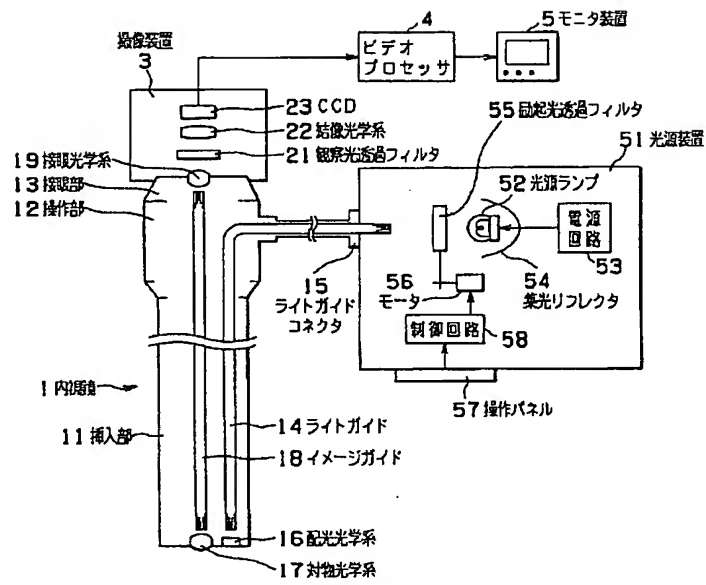 撮像装置
3
4
ビデオ
プロセッサ
5 モニタ装置
23 CCD
22 結像光学系
21 観察光透過フィルタ
19 接眼光学系
13 接眼部
12 操作部
55 励起光透過フィルタ
51 光源装置
52 光源ランプ
電源
回路
53
54
集光リフレクタ
56
モータ
制御回路
58
57 操作パネル
15
ライトガイド
コネクタ
1 内視鏡
11 挿入部
14 ライトガイド
18 イメージガイド
16 配光光学系
17 対物光学系